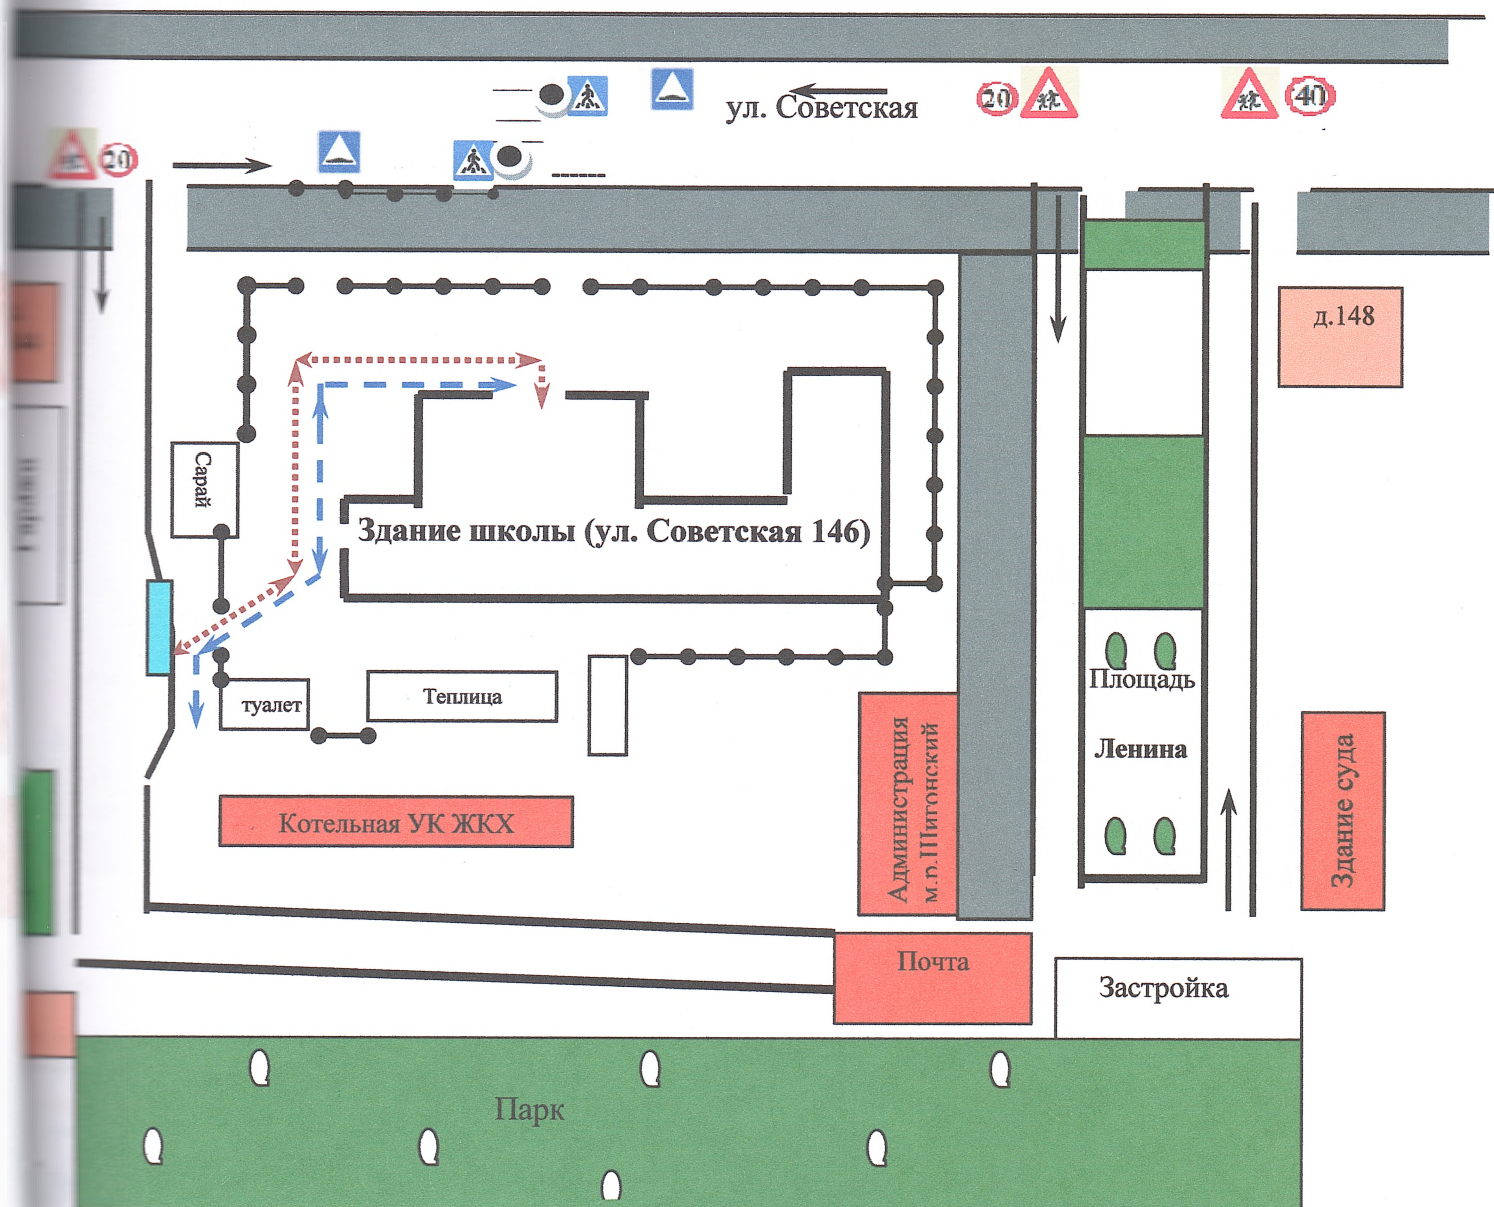 ул. Советская
20
40
20
д.148
Сарай
Здание школы (ул. Советская 146)
Площадь
Ленина
туалет
Теплица
Администрация
м.р.Шигонский
Здание суда
Котельная УК ЖКХ
Почта
Застройка
Парк